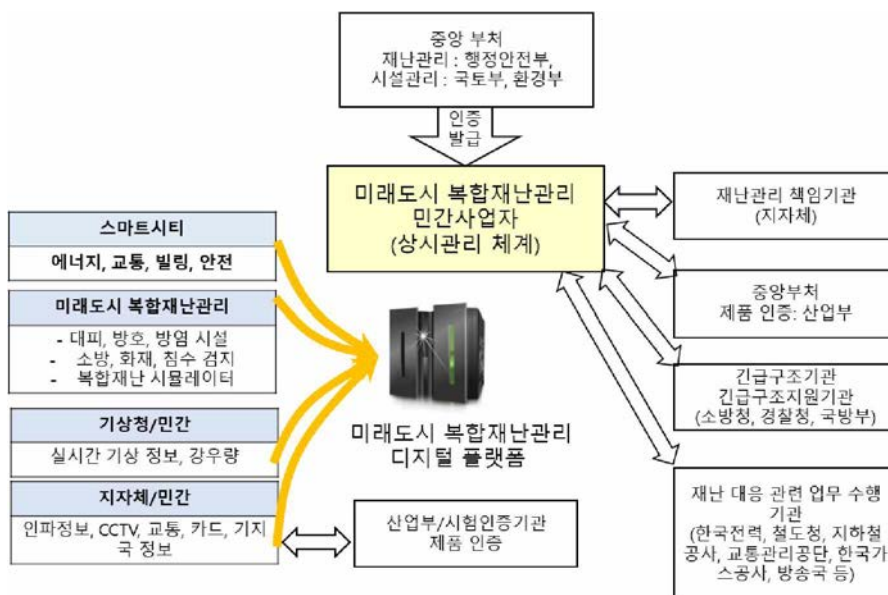 중앙 부처
재난관리 : 행정안전부,
시설관리 : 국토부, 환경부
인증
발급
미래도시 복합재난관리
민간사업자
(상시관리 체계)
스마트시티
에너지, 교통, 빌링, 안전
미래도시 복합재난관리
- 대피, 방호, 방염 시설
- 소방, 화재, 침수 검지
- 복합재난 시뮬레이터
기상청/민간
실시간 기상 정보, 강우량
지자체/민간
인파정보, CCTV, 교통, 카드, 기지
국 정보
미래도시 복합재난관리
디지털 플랫폼
산업부/시험인증기관
제품 인증
재난관리 책임기관
(지자체)
중앙부처
제품 인증: 산업부
긴급구조기관
긴급구조지원기관
(소방청, 경찰청, 국방부)
재난 대응 관련 업무 수행
기관
(한국전력, 철도청, 지하철
공사, 교통관리공단, 한국가
스공사, 방송국 등)